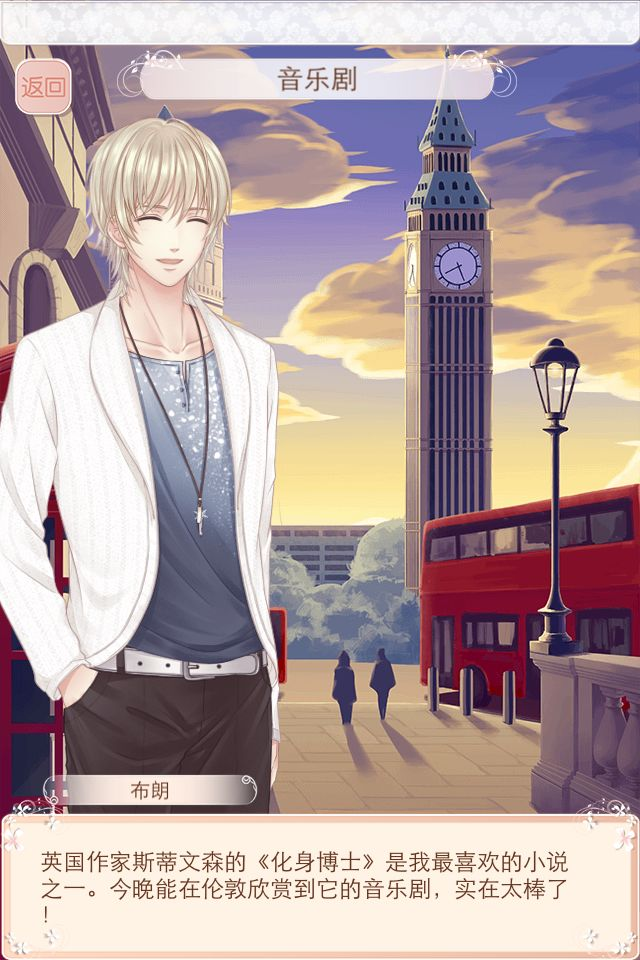 返回
音乐剧
布朗
英国作家斯蒂文森的《化身博士》是我最喜欢的小说
之一。今晚能在伦敦欣赏到它的音乐剧，实在太棒了
！